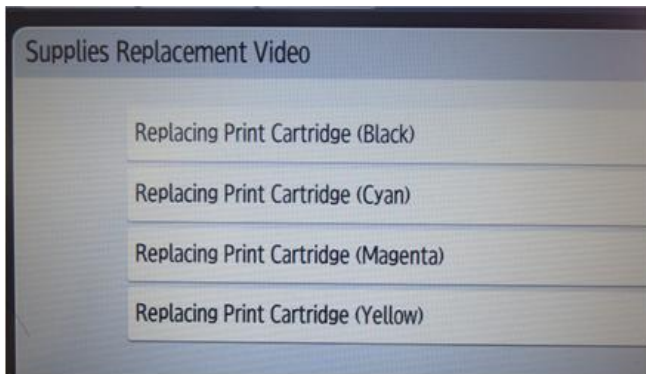 Supplies Replacement Video
Replacing Print Cartridge (Black)
Replacing Print Cartridge (Cyan)
Replacing Print Cartridge (Magenta)
Replacing Print Cartridge (Yellow)